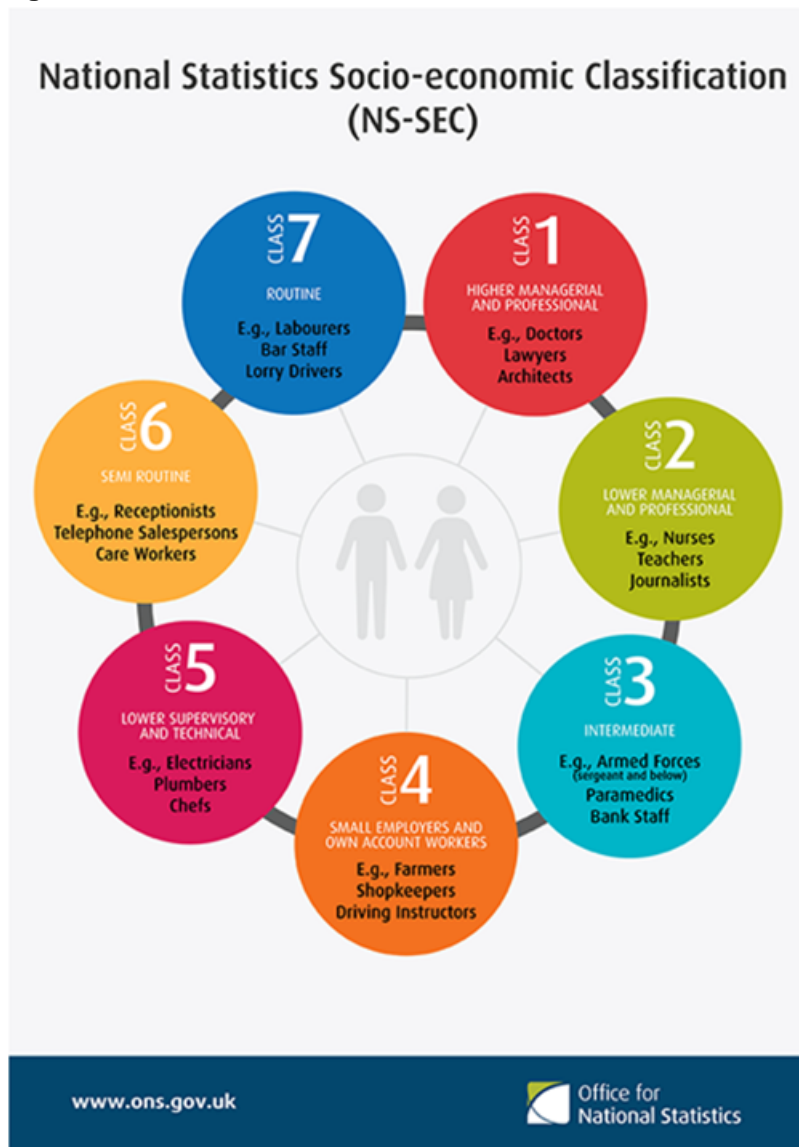 National Statistics Socio-economic Classification
(NS-SEC)
CLASS 1
HIGHER MANAGERIAL
AND PROFESSIONAL
E.g., Doctors
Lawyers
Architects
CLASS 2
LOWER MANAGERIAL
AND PROFESSIONAL
E.g., Nurses
Teachers
Journalists
CLASS 3
INTERMEDIATE
E.g., Armed Forces
(sergeant and below)
Paramedics
Bank Staff
CLASS 4
SMALL EMPLOYERS AND
OWN ACCOUNT WORKERS
E.g., Farmers
Shopkeepers
Driving Instructors
CLASS 5
LOWER SUPERVISORY
AND TECHNICAL
E.g., Electricians
Plumbers
Chefs
CLASS 6
SEMI ROUTINE
E.g., Receptionists
Telephone Salespersons
Care Workers
CLASS 7
ROUTINE
E.g., Labourers
Bar Staff
Lorry Drivers
www.ons.gov.uk
Office for
National Statistics